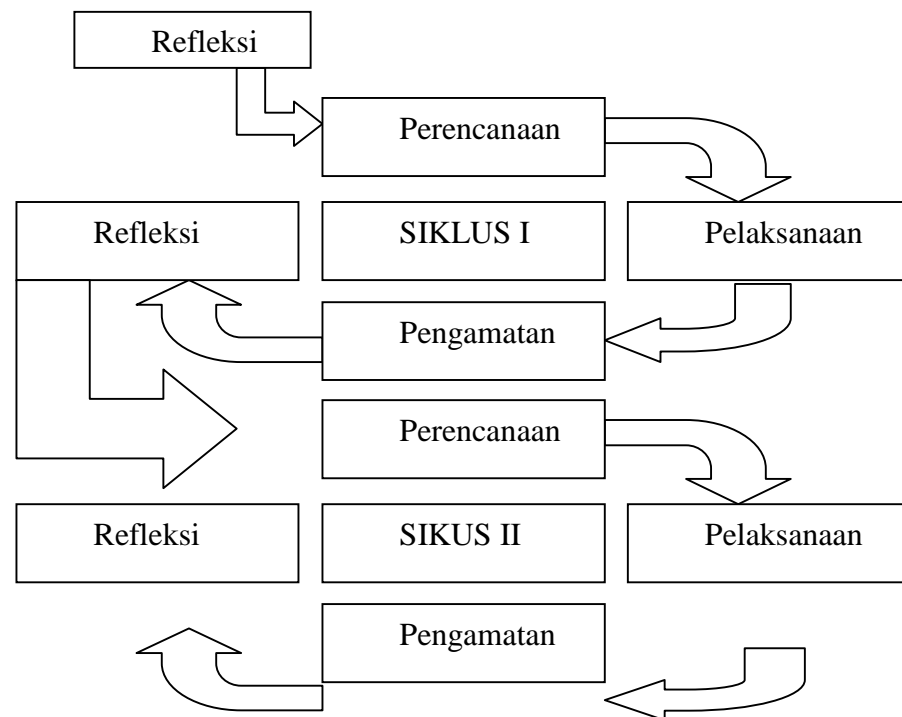 Refleksi
Perencanaan
Refleksi
SIKLUS I
Pelaksanaan
Pengamatan
Perencanaan
Refleksi
SIKUS II
Pelaksanaan
Pengamatan